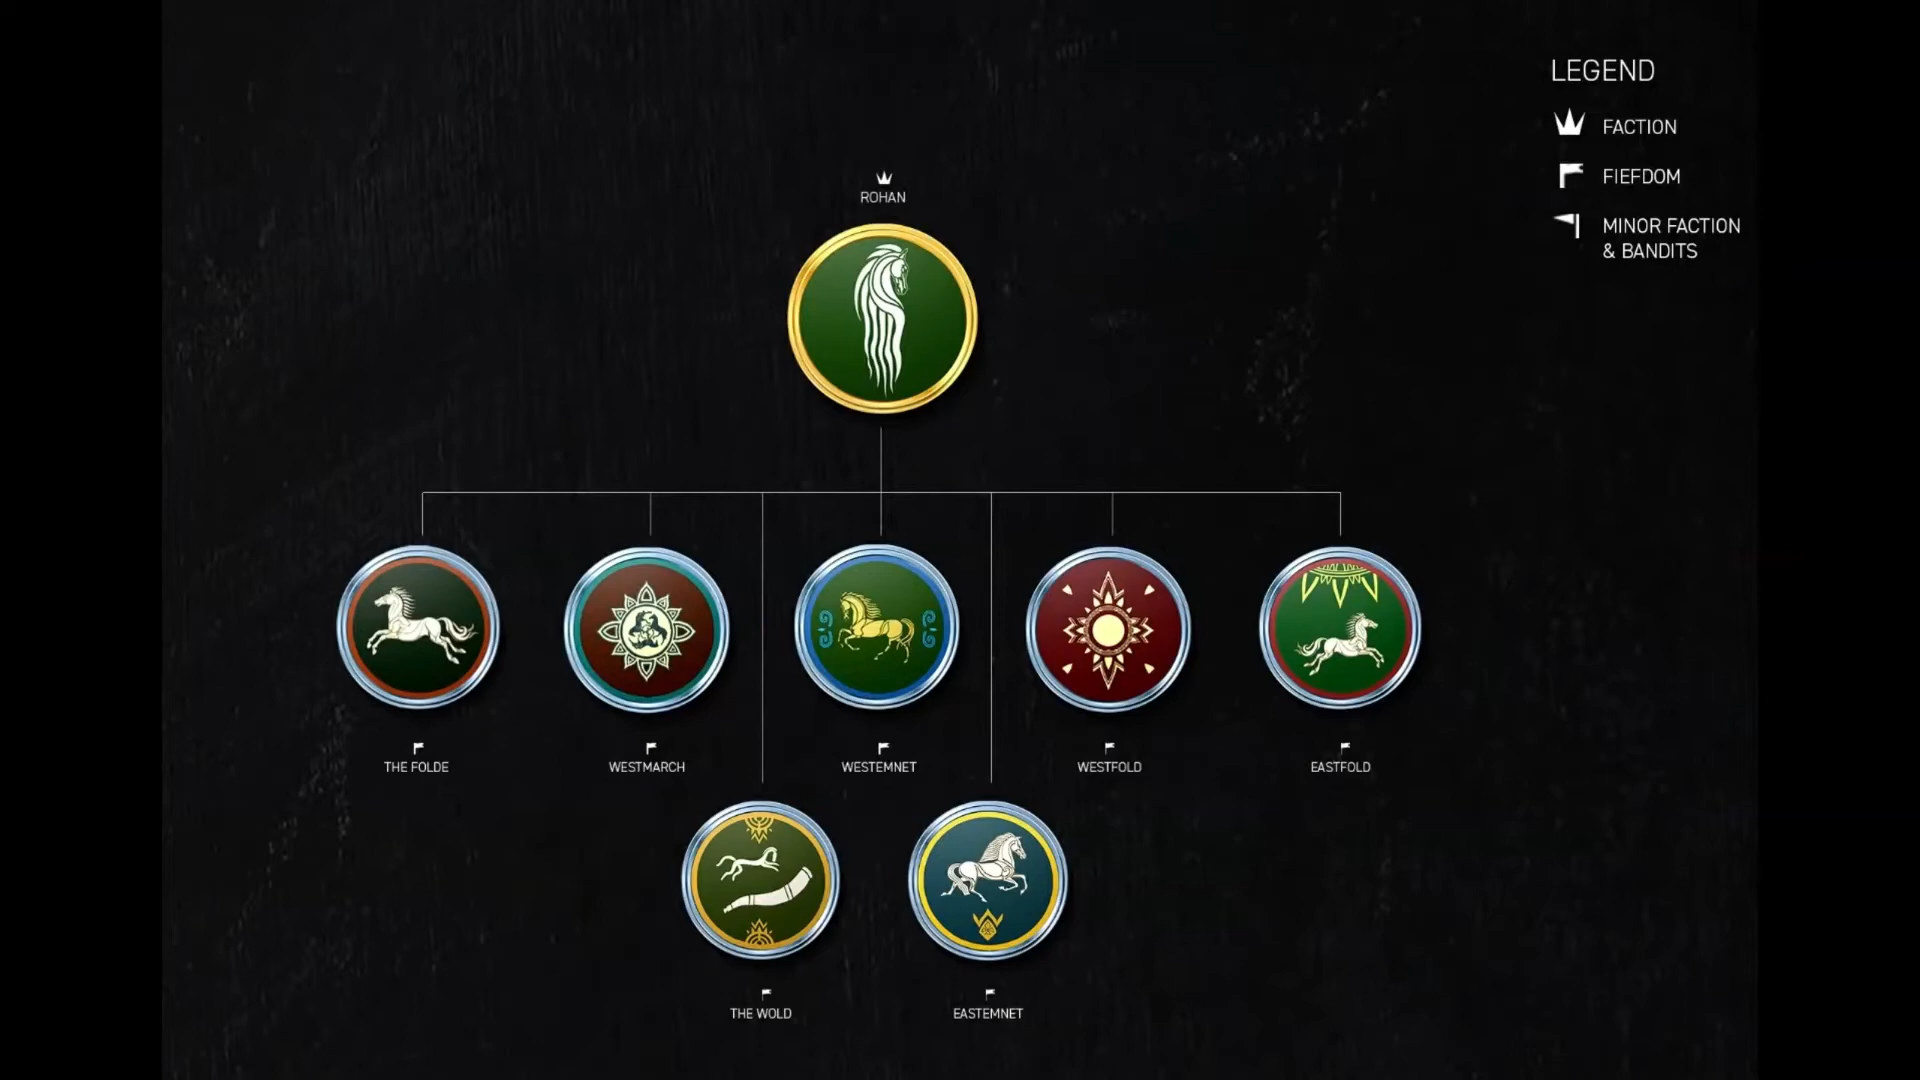 LEGEND
FACTION
FIEFDOM
MINOR FACTION
& BANDITS
ROHAN
THE FOLDE
WESTMARCH
WESTEMNET
WESTFOLD
EASTFOLD
THE WOLD
EASTEMNET